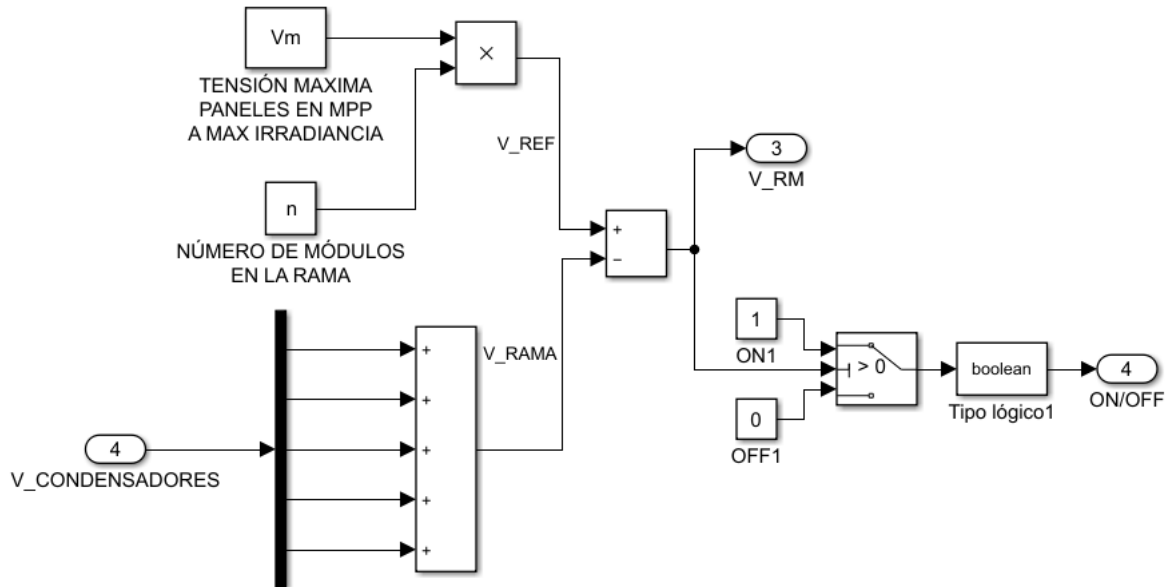 Vm
×
TENSIÓN MAXIMA
PANELES EN MPP
A MAX IRRADIANCIA
V_REF
3
V_RM
n
NÚMERO DE MÓDULOS
EN LA RAMA
+
−
V_RAMA
+
+
+
+
+
4
V_CONDENSADORES
1
ON1
> 0
0
OFF1
boolean
Tipo lógico1
4
ON/OFF